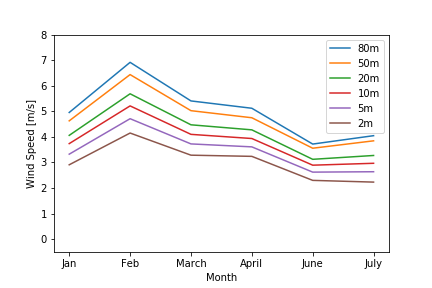 8
7
6
5
4
3
2
1
0
Wind Speed [m/s]
80m
50m
20m
10m
5m
2m
Jan Feb March April June July
Month